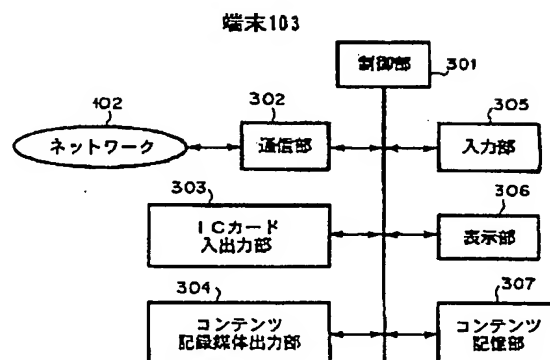 端末103
制御部
301
102
302
305
ネットワーク
通信部
入力部
303
306
ICカード
入出力部
表示部
304
307
コンテンツ
記録媒体出力部
コンテンツ
記憶部